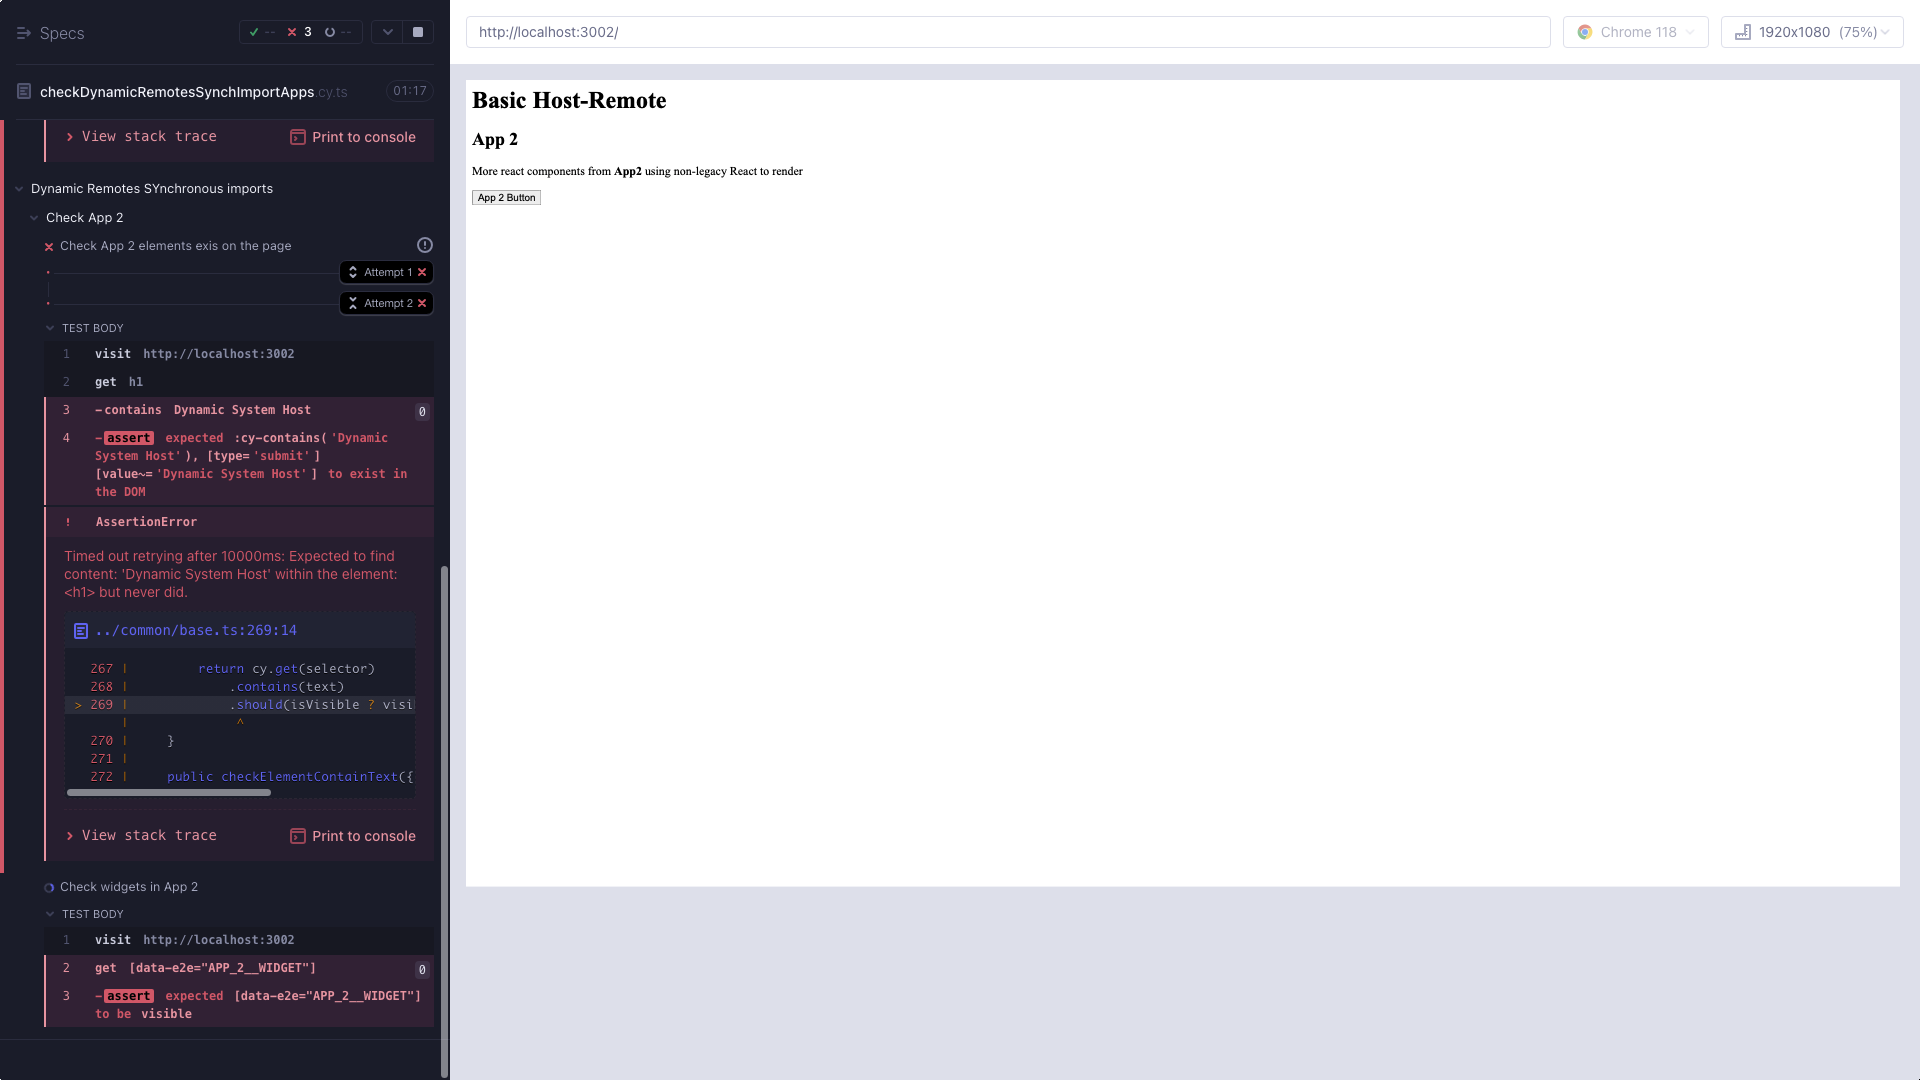 Specs
-- 3 --
checkDynamicRemotesSynchImportApps.cy.ts 01:17
View stack trace Print to console
Dynamic Remotes SYnchronous imports
Check App 2
Check App 2 elements exis on the page
Attempt 1
Attempt 2
TEST BODY
1 visit http://localhost:3002
2 get h1
3 -contains Dynamic System Host 0
4 -assert expected :cy-contains('Dynamic
System Host'), [type='submit']
[value~='Dynamic System Host'] to exist in
the DOM
! AssertionError
Timed out retrying after 10000ms: Expected to find
content: 'Dynamic System Host' within the element:
<h1> but never did.
../common/base.ts:269:14
267 | return cy.get(selector)
268 | .contains(text)
> 269 | .should(isVisible ? visi
| ^
270 | }
271 |
272 | public checkElementContainText({
View stack trace Print to console
Check widgets in App 2
TEST BODY
1 visit http://localhost:3002
2 get [data-e2e="APP_2__WIDGET"] 0
3 -assert expected [data-e2e="APP_2__WIDGET"]
to be visible
http://localhost:3002/ Chrome 118 1920x1080 (75%)
Basic Host-Remote
App 2
More react components from App2 using non-legacy React to render
App 2 Button